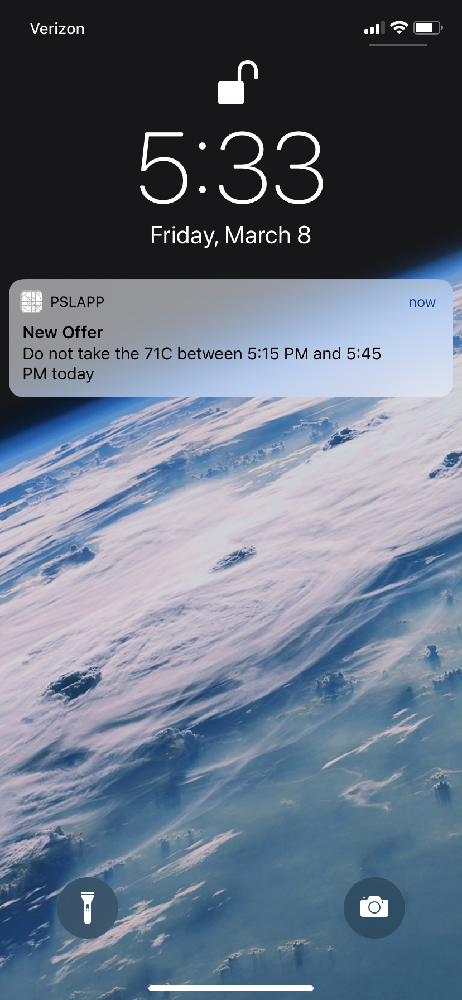 Verizon
5:33
Friday, March 8
PSLAPP
now
New Offer
Do not take the 71C between 5:15 PM and 5:45
PM today